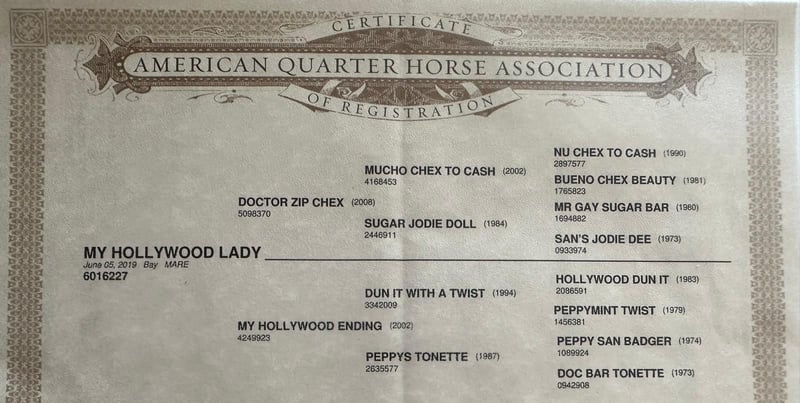 CERTIFICATE
AMERICAN QUARTER HORSE ASSOCIATION
OF REGISTRATION
NU CHEX TO CASH (1990)
2897577
MUCHO CHEX TO CASH (2002)
4168453
BUENO CHEX BEAUTY (1981)
1765823
DOCTOR ZIP CHEX (2008)
5098370
MR GAY SUGAR BAR (1980)
1694882
SUGAR JODIE DOLL (1984)
2446911
SAN'S JODIE DEE (1973)
0933974
MY HOLLYWOOD LADY
June 05, 2019 Bay MARE
6016227
HOLLYWOOD DUN IT (1983)
2086591
DUN IT WITH A TWIST (1994)
3342009
PEPPYMINT TWIST (1979)
1456381
MY HOLLYWOOD ENDING (2002)
4249923
PEPPY SAN BADGER (1974)
1089924
PEPPYS TONETTE (1987)
2635577
DOC BAR TONETTE (1973)
0942908